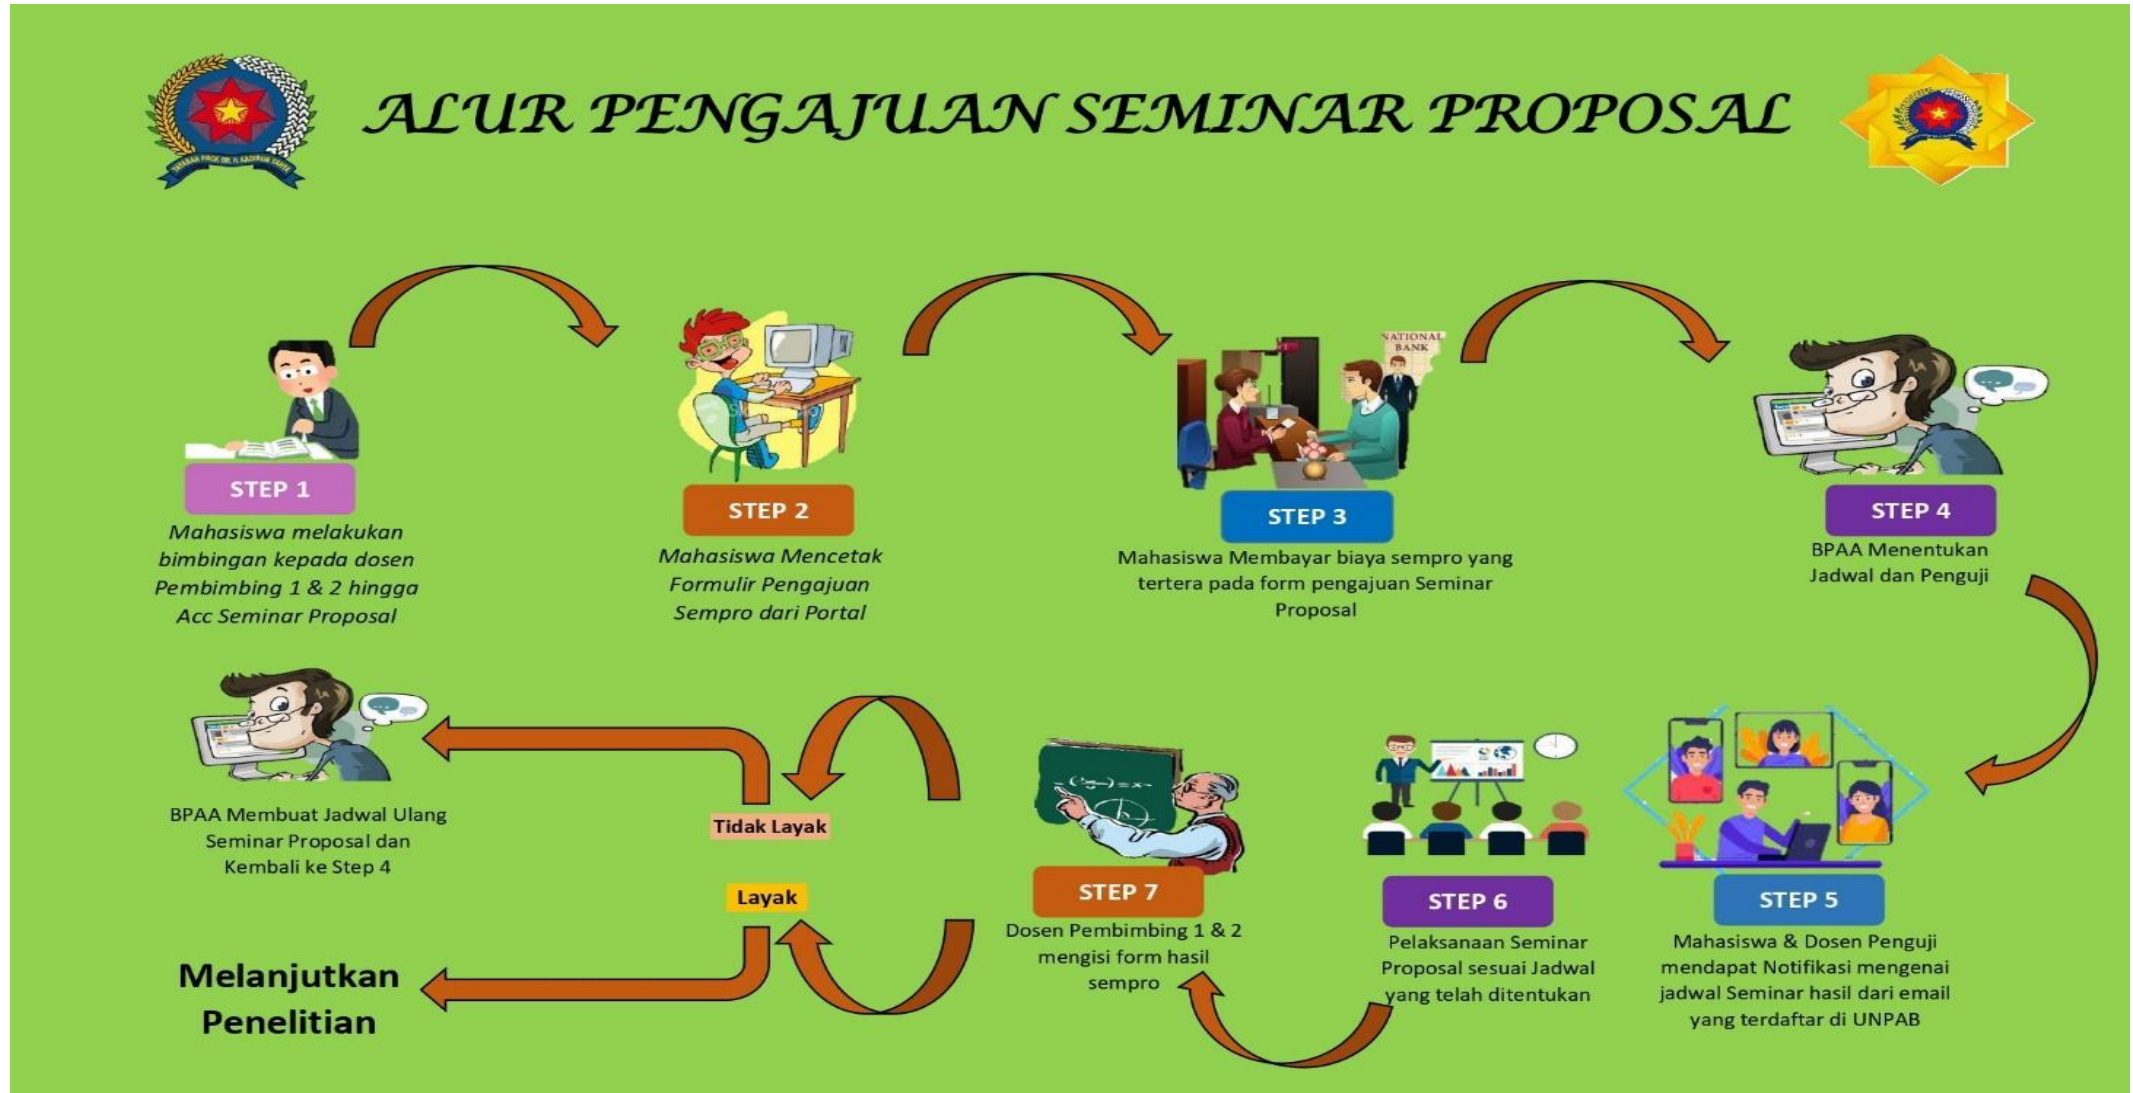 ALUR PENGAJUAN SEMINAR PROPOSAL
YAYASAN PROF. DR. H. KADIRUN YAHYA
NATIONAL
BANK
STEP 1
Mahasiswa melakukan
bimbingan kepada dosen
Pembimbing 1 & 2 hingga
Acc Seminar Proposal
STEP 2
Mahasiswa Mencetak
Formulir Pengajuan
Sempro dari Portal
STEP 3
Mahasiswa Membayar biaya sempro yang
tertera pada form pengajuan Seminar
Proposal
STEP 4
BPAA Menentukan
Jadwal dan Penguji
STEP 5
Mahasiswa & Dosen Penguji
mendapat Notifikasi mengenai
jadwal Seminar hasil dari email
yang terdaftar di UNPAB
STEP 6
Pelaksanaan Seminar
Proposal sesuai Jadwal
yang telah ditentukan
STEP 7
Dosen Pembimbing 1 & 2
mengisi form hasil
sempro
Tidak Layak
BPAA Membuat Jadwal Ulang
Seminar Proposal dan
Kembali ke Step 4
Layak
Melanjutkan
Penelitian